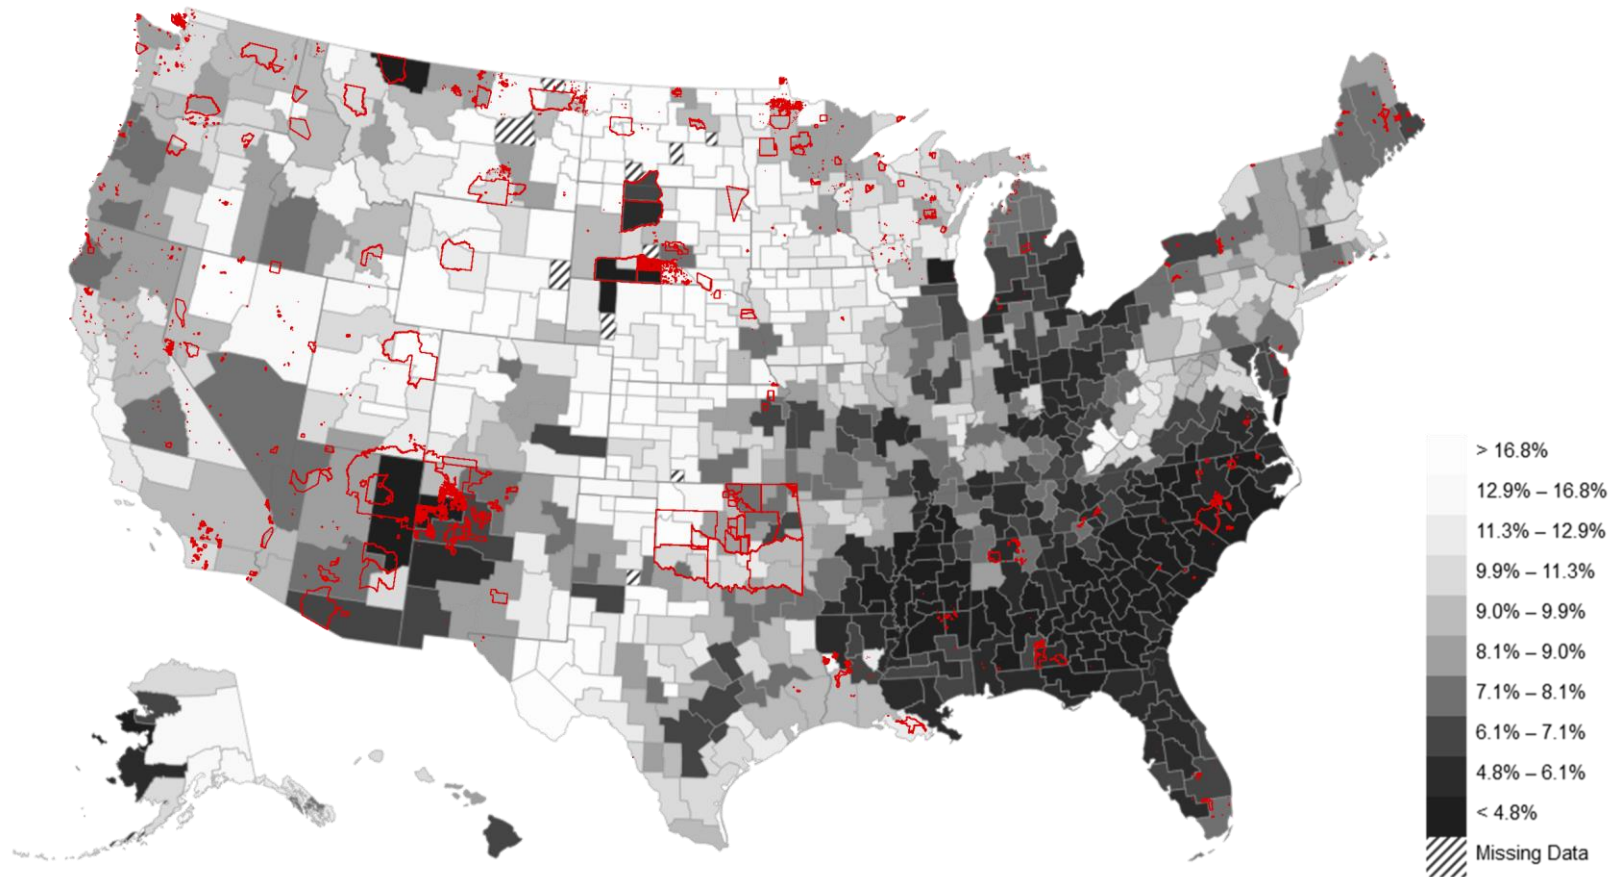 > 16.8%
12.9% – 16.8%
11.3% – 12.9%
9.9% – 11.3%
9.0% – 9.9%
8.1% – 9.0%
7.1% – 8.1%
6.1% – 7.1%
4.8% – 6.1%
< 4.8%
Missing Data